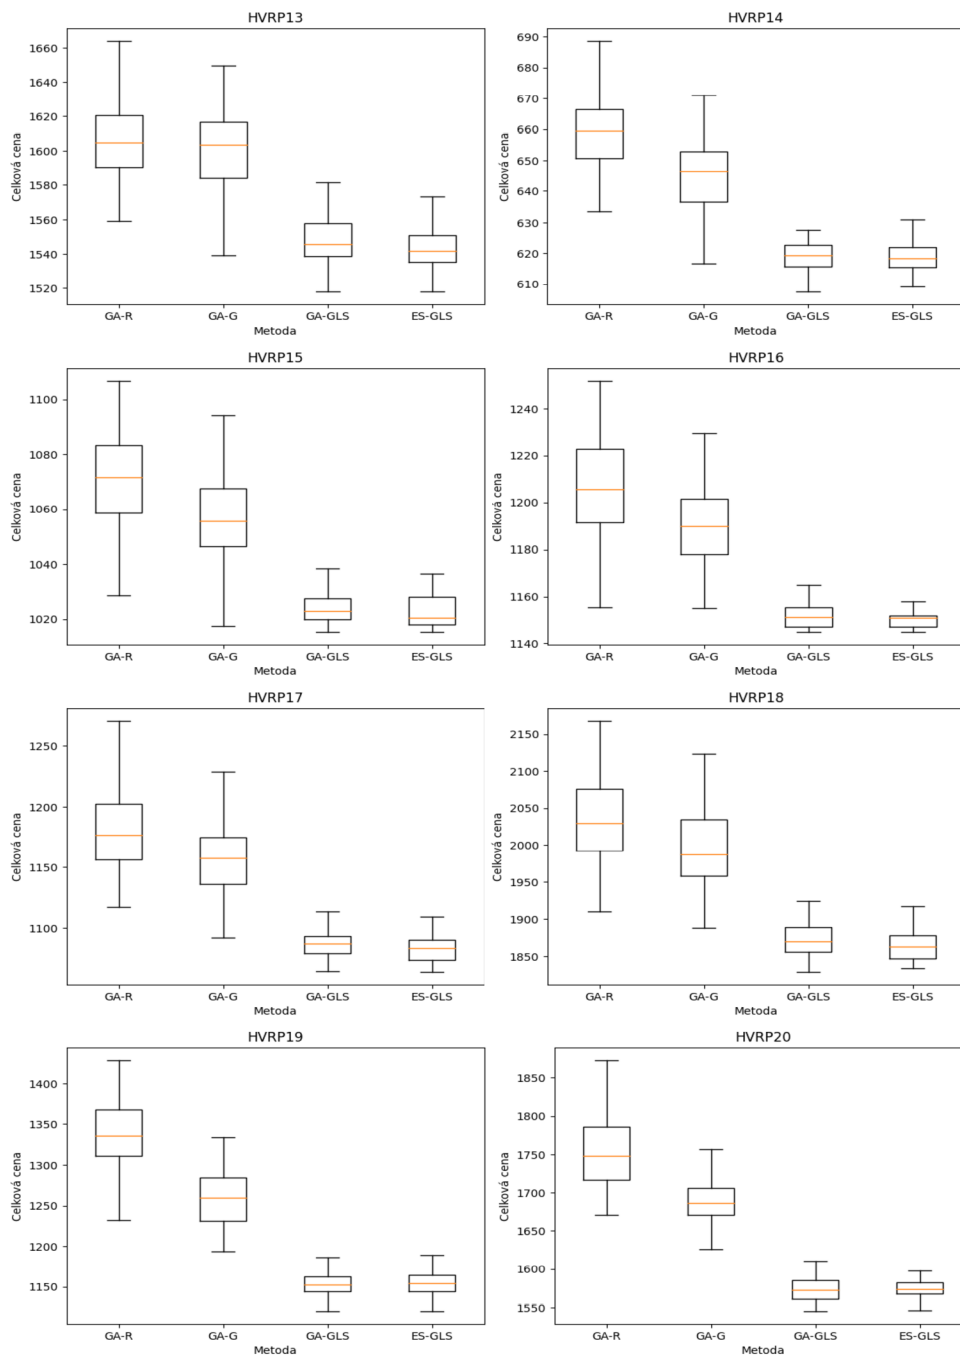 HVRP13
1660
1640
1620
1600
1580
1560
1540
1520
Celková cena
GA-R GA-G GA-GLS ES-GLS
Metoda
HVRP14
690
680
670
660
650
640
630
620
610
Celková cena
GA-R GA-G GA-GLS ES-GLS
Metoda
HVRP15
1100
1080
1060
1040
1020
Celková cena
GA-R GA-G GA-GLS ES-GLS
Metoda
HVRP16
1240
1220
1200
1180
1160
1140
Celková cena
GA-R GA-G GA-GLS ES-GLS
Metoda
HVRP17
1250
1200
1150
1100
Celková cena
GA-R GA-G GA-GLS ES-GLS
Metoda
HVRP18
2150
2100
2050
2000
1950
1900
1850
Celková cena
GA-R GA-G GA-GLS ES-GLS
Metoda
HVRP19
1400
1350
1300
1250
1200
1150
Celková cena
GA-R GA-G GA-GLS ES-GLS
Metoda
HVRP20
1850
1800
1750
1700
1650
1600
1550
Celková cena
GA-R GA-G GA-GLS ES-GLS
Metoda